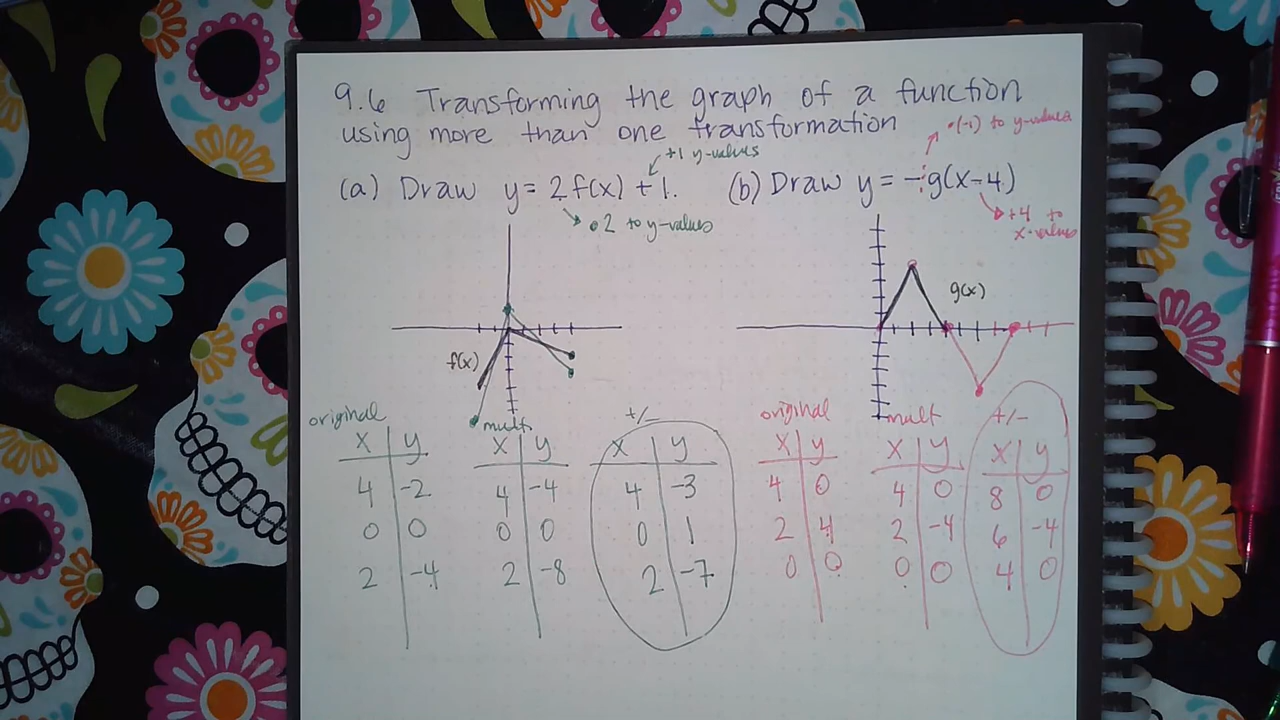 9.6 Transforming the graph of a function
using more than one transformation
(a) Draw y = 2f(x) + 1.
+1 y-values
•2 to y-values
f(x)
original
x | y
4 | -2
0 | 0
2 | -4
mult
x | y
4 | -4
0 | 0
2 | -8
+/-
x | y
4 | -3
0 | 1
2 | -7
(b) Draw y = -g(x-4)
•(-1) to y-values
+4 to
x-values
g(x)
original
x | y
4 | 0
2 | 4
0 | 0
mult
x | y
4 | 0
2 | -4
0 | 0
+/-
x | y
8 | 0
6 | -4
4 | 0